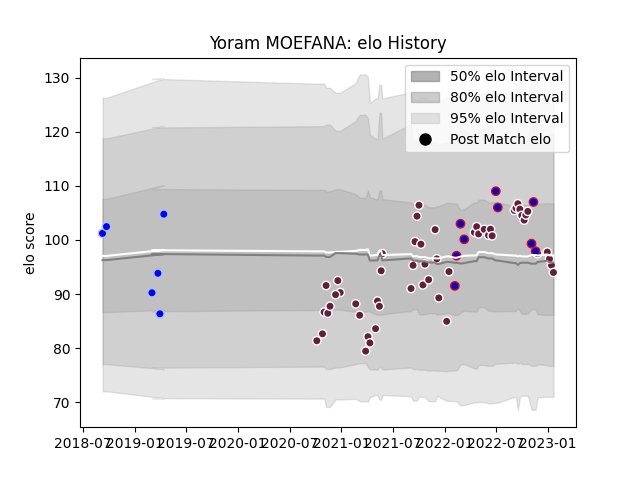 Yoram MOEFANA: elo History
50% elo Interval
80% elo Interval
95% elo Interval
Post Match elo
elo score
130
120
110
100
90
80
70
2018-07 2019-01 2019-07 2020-01 2020-07 2021-01 2021-07 2022-01 2022-07 2023-01